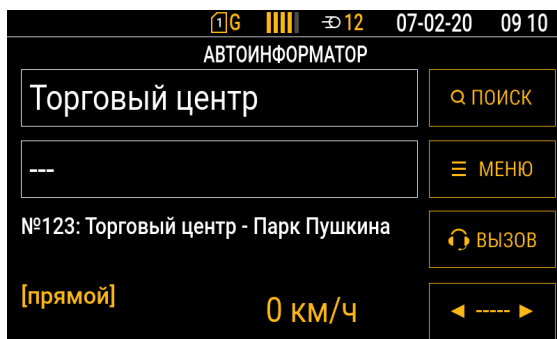 1 G 12 07-02-20 09 10
АВТОИНФОРМАТОР
Торговый центр
ПОИСК
---
МЕНЮ
№123: Торговый центр - Парк Пушкина
ВЫЗОВ
[прямой]
0 км/ч
◄ ----- ►